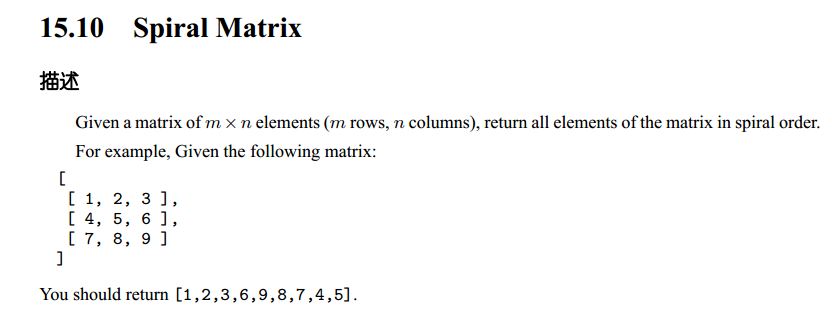 15.10 Spiral Matrix
描述
Given a matrix of m × n elements (m rows, n columns), return all elements of the matrix in spiral order.
For example, Given the following matrix:
[
[ 1, 2, 3 ],
[ 4, 5, 6 ],
[ 7, 8, 9 ]
]
You should return [1,2,3,6,9,8,7,4,5].